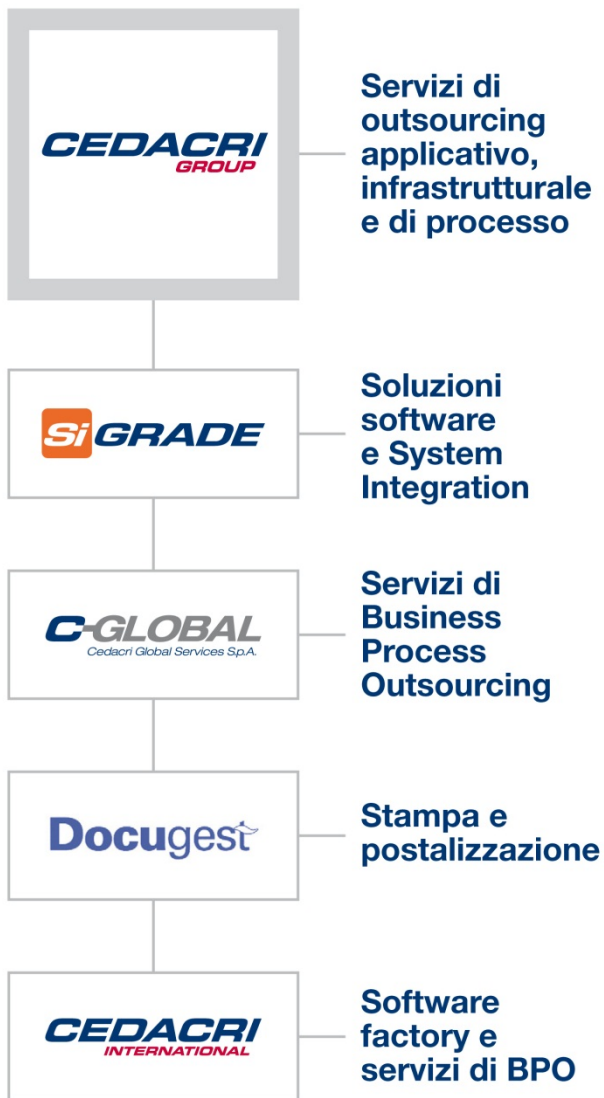 CEDACRI
GROUP
Servizi di
outsourcing
applicativo,
infrastrutturale
e di processo
Si GRADE
Soluzioni
software
e System
Integration
C-GLOBAL
Cedacri Global Services S.p.A.
Servizi di
Business
Process
Outsourcing
Docugest
Stampa e
postalizzazione
CEDACRI
INTERNATIONAL
Software
factory e
servizi di BPO